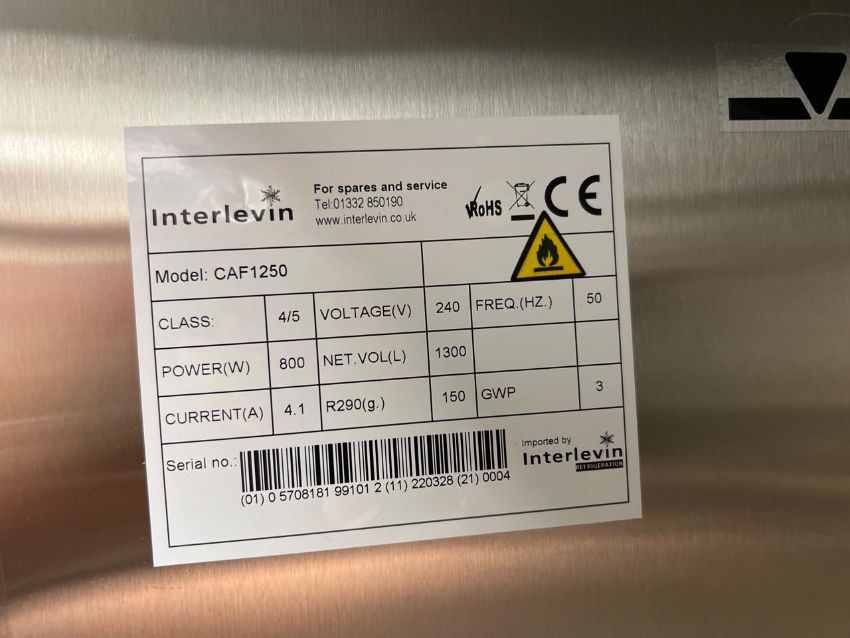 Interlevin
For spares and service
Tel:01332 850190
www.interlevin.co.uk
RoHS CE
Model: CAF1250
CLASS: 4/5 VOLTAGE(V) 240 FREQ.(HZ.) 50
POWER(W) 800 NET.VOL(L) 1300
CURRENT(A) 4.1 R290(g.) 150 GWP 3
Serial no.:
(01) 0 5708181 99101 2 (11) 220328 (21) 0004
Imported by
Interlevin
REFRIGERATION